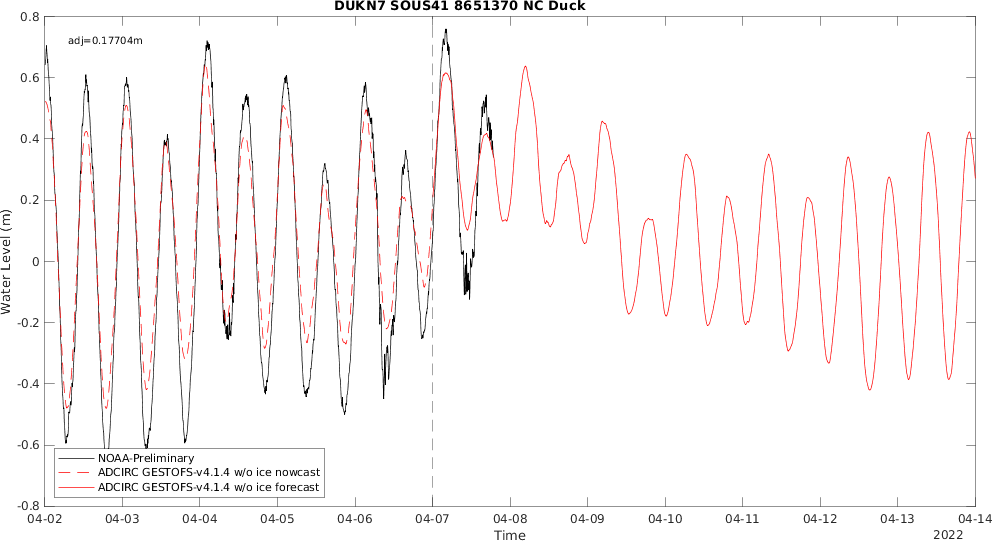 DUKN7 SOUS41 8651370 NC Duck
adj=0.17704m
0.8
0.6
0.4
0.2
0
-0.2
-0.4
-0.6
-0.8
Water Level (m)
NOAA-Preliminary
ADCIRC GESTOFS-v4.1.4 w/o ice nowcast
ADCIRC GESTOFS-v4.1.4 w/o ice forecast
04-02 04-03 04-04 04-05 04-06 04-07 04-08 04-09 04-10 04-11 04-12 04-13 04-14
Time
2022